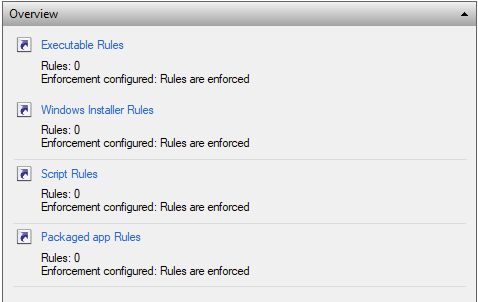 Overview
Executable Rules
Rules: 0
Enforcement configured: Rules are enforced
Windows Installer Rules
Rules: 0
Enforcement configured: Rules are enforced
Script Rules
Rules: 0
Enforcement configured: Rules are enforced
Packaged app Rules
Rules: 0
Enforcement configured: Rules are enforced